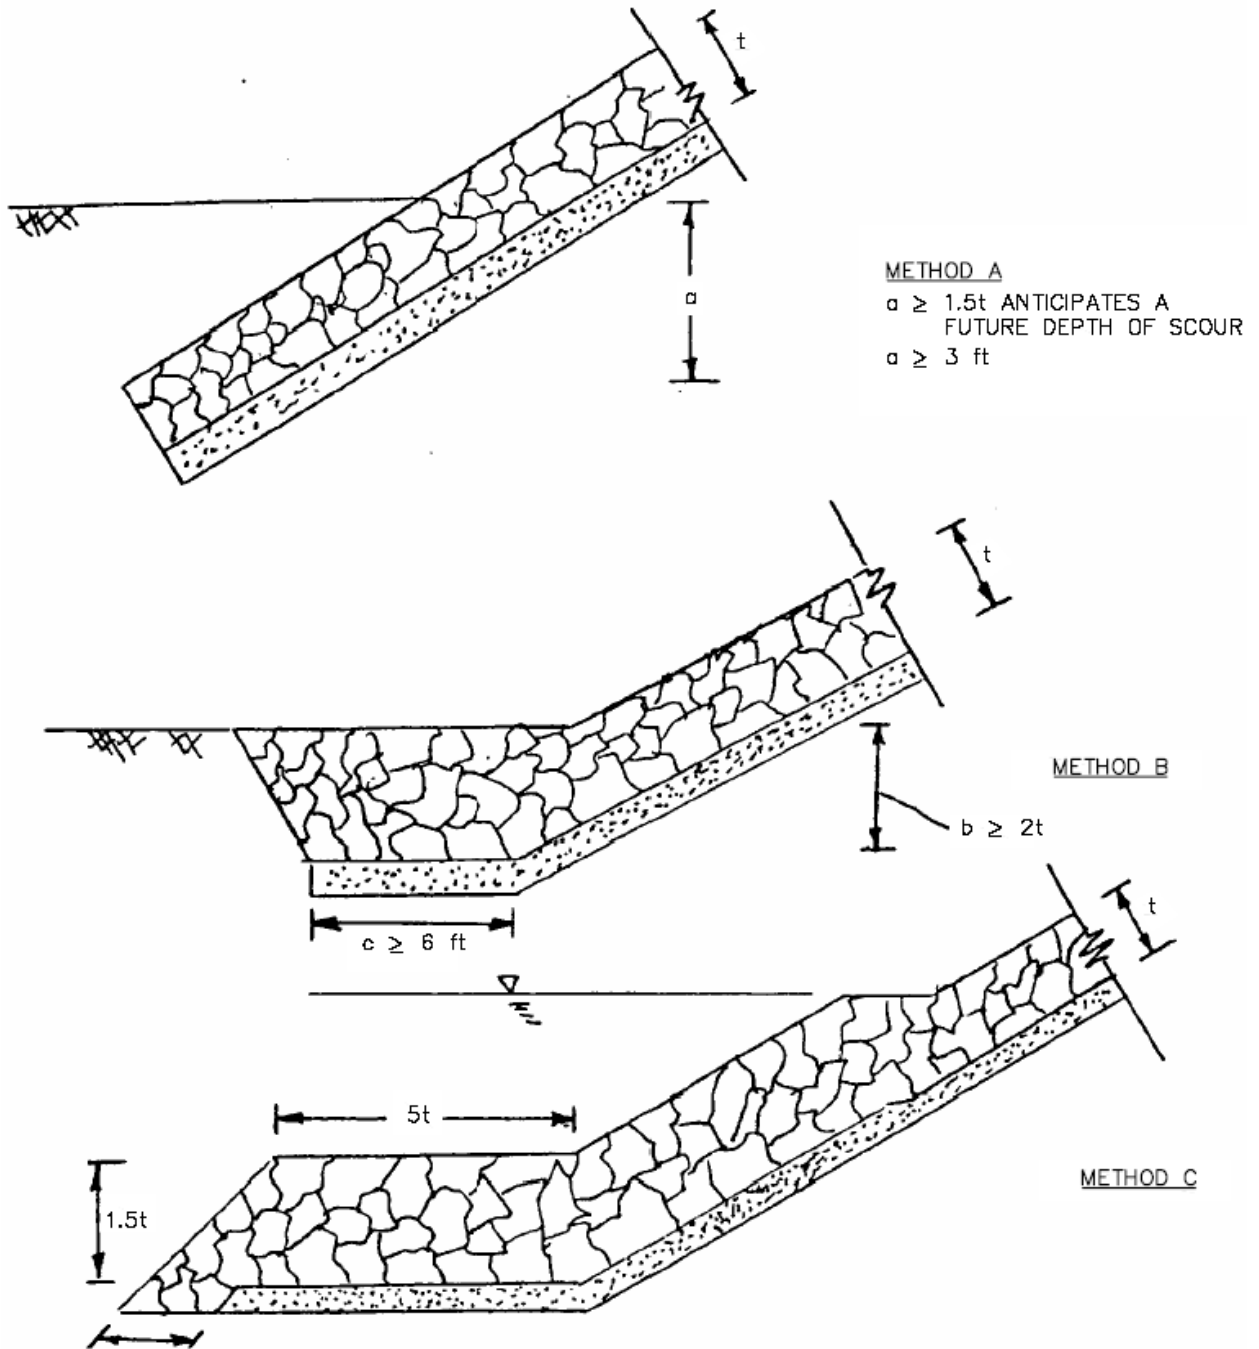 t
METHOD A
a ≥ 1.5t ANTICIPATES A
FUTURE DEPTH OF SCOUR
a ≥ 3 ft
a
t
METHOD B
b ≥ 2t
c ≥ 6 ft
t
5t
1.5t
METHOD C